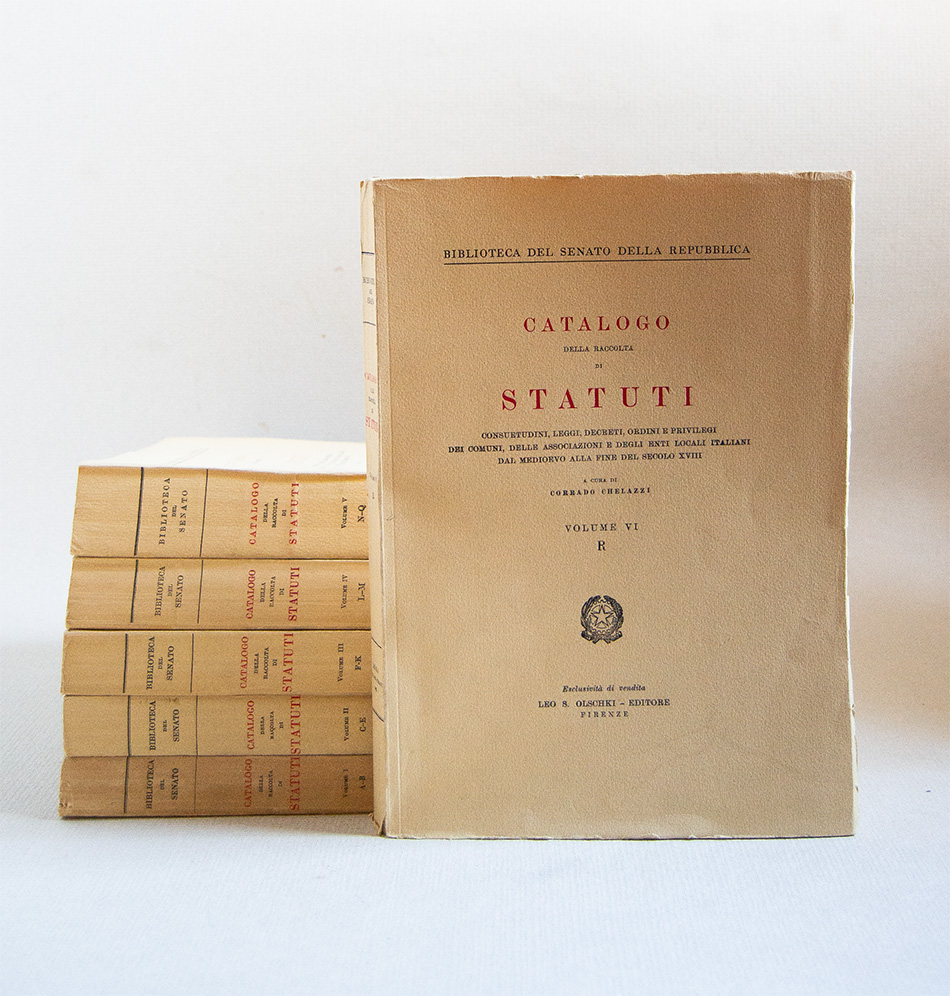 BIBLIOTECA DEL SENATO DELLA REPUBBLICA
CATALOGO
DELLA RACCOLTA
DI
STATUTI
CONSUETUDINI, LEGGI, DECRETI, ORDINI E PRIVILEGI
DEI COMUNI, DELLE ASSOCIAZIONI E DEGLI ENTI LOCALI ITALIANI
DAL MEDIOEVO ALLA FINE DEL SECOLO XVIII
A CURA DI
CORRADO CHELAZZI
VOLUME VI
R
Esclusività di vendita
LEO S. OLSCHKI - EDITORE
FIRENZE
BIBLIOTECA
DEL
SENATO
CATALOGO
DELLA
RACCOLTA
DI
STATUTI
VOLUME V
N-Q
BIBLIOTECA
DEL
SENATO
CATALOGO
DELLA
RACCOLTA
DI
STATUTI
VOLUME IV
L-M
BIBLIOTECA
DEL
SENATO
CATALOGO
DELLA
RACCOLTA
DI
STATUTI
VOLUME III
F-K
BIBLIOTECA
DEL
SENATO
CATALOGO
DELLA
RACCOLTA
DI
STATUTI
VOLUME II
C-E
BIBLIOTECA
DEL
SENATO
CATALOGO
DELLA
RACCOLTA
DI
STATUTI
VOLUME I
A-B